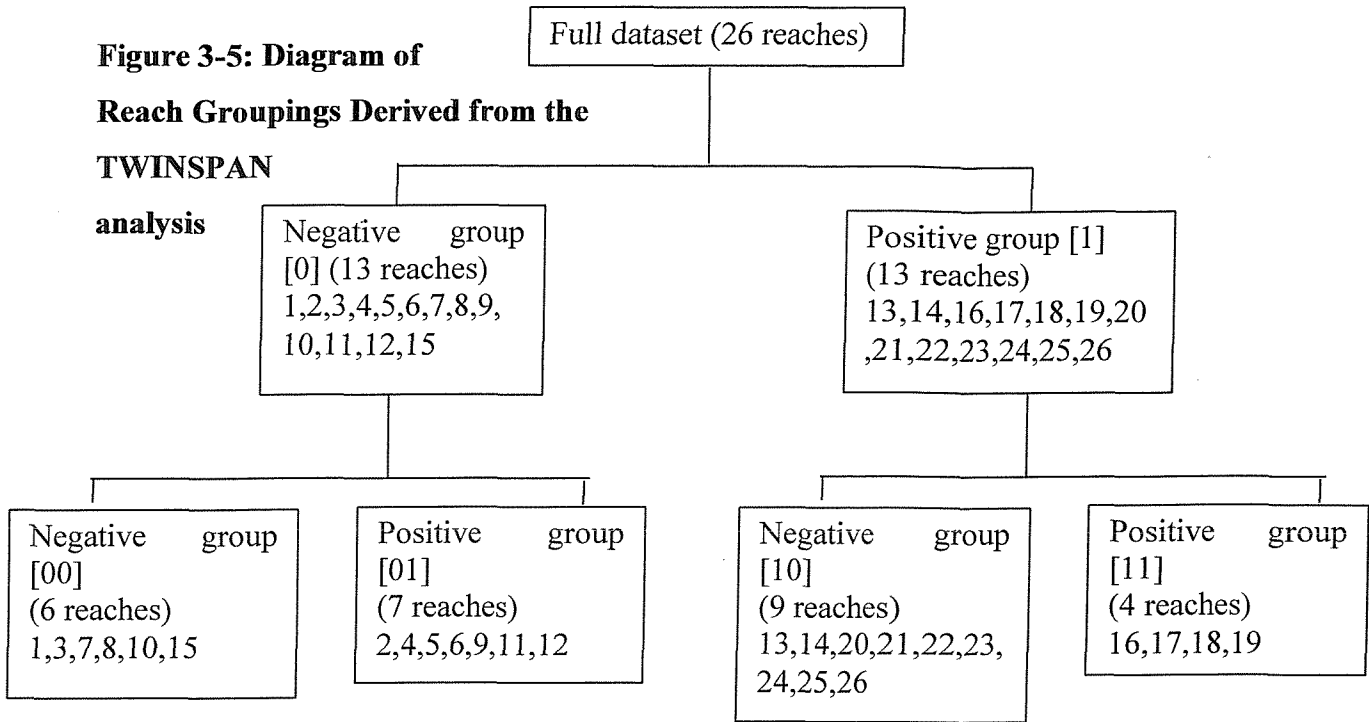 Figure 3-5: Diagram of
Reach Groupings Derived from the
TWINSPAN
analysis
Full dataset (26 reaches)
Negative group
[0] (13 reaches)
1,2,3,4,5,6,7,8,9,
10,11,12,15
Positive group [1]
(13 reaches)
13,14,16,17,18,19,20
,21,22,23,24,25,26
Negative group
[00]
(6 reaches)
1,3,7,8,10,15
Positive group
[01]
(7 reaches)
2,4,5,6,9,11,12
Negative group
[10]
(9 reaches)
13,14,20,21,22,23,
24,25,26
Positive group
[11]
(4 reaches)
16,17,18,19